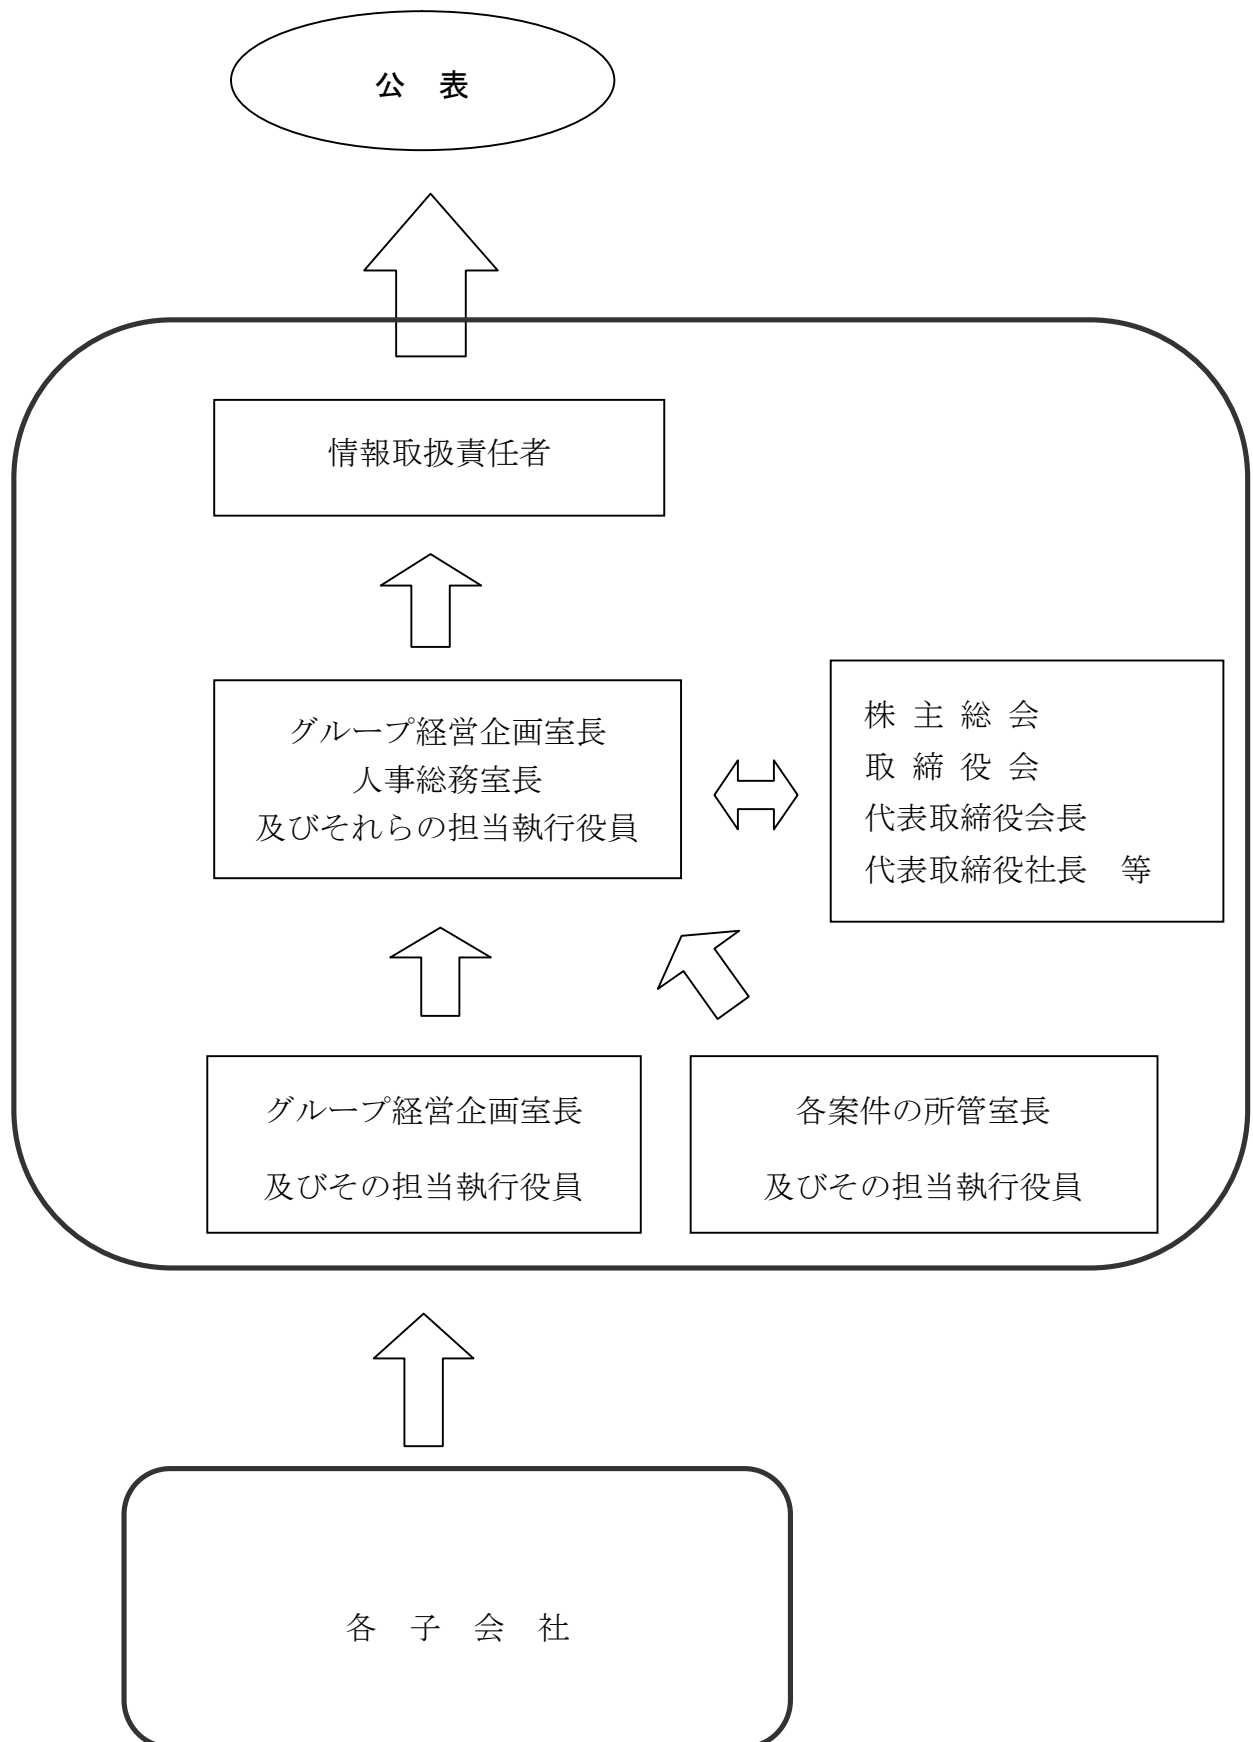 公　表
情報取扱責任者
グループ経営企画室長
人事総務室長
及びそれらの担当執行役員
株 主 総 会
取 締 役 会
代表取締役会長
代表取締役社長　等
グループ経営企画室長
及びその担当執行役員
各案件の所管室長
及びその担当執行役員
各　子　会　社